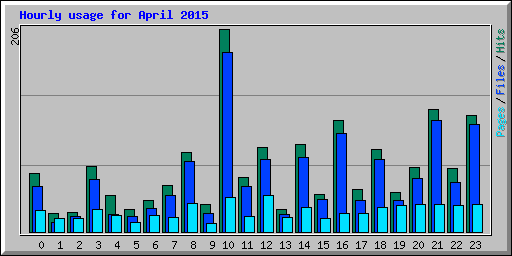 Hourly usage for April 2015
206
Pages/Files/Hits
0 1 2 3 4 5 6 7 8 9 10 11 12 13 14 15 16 17 18 19 20 21 22 23